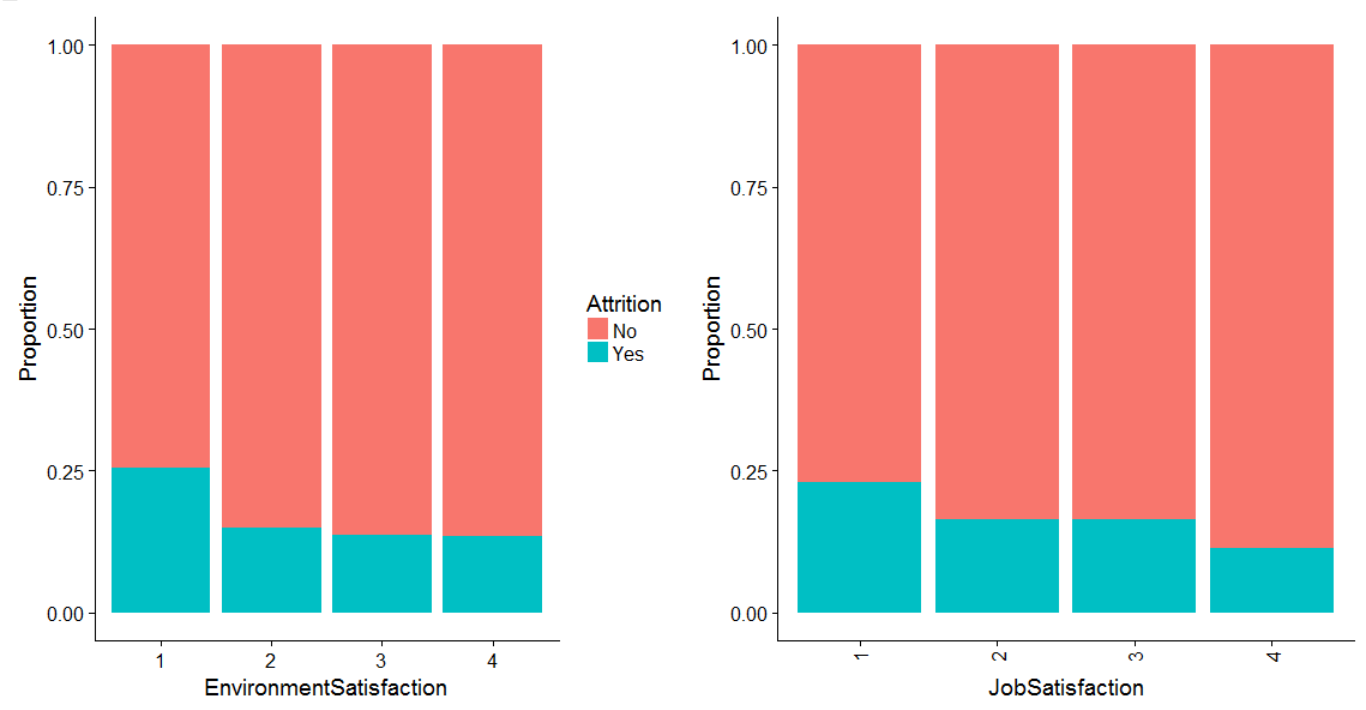 1.00
0.75
0.50
0.25
0.00
Proportion
1 2 3 4
EnvironmentSatisfaction
Attrition
No
Yes
1.00
0.75
0.50
0.25
0.00
Proportion
1 2 3 4
JobSatisfaction